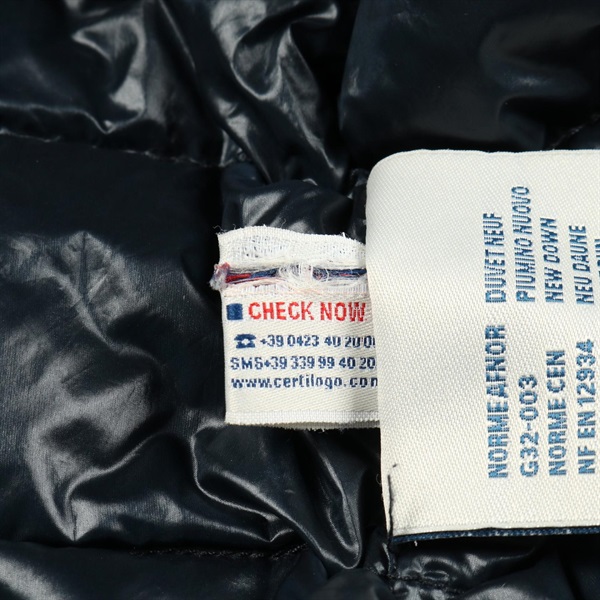 CHECK NOW
☎ +39 0423 40 20 0
SMS+39 339 99 40 20
www.certilogo.com
NORME AFNOR DUVET NEUF
G32-003 PIUMINO NUOVO
NORME CEN NEW DOWN
NF EN 12934 NEU DAUNE